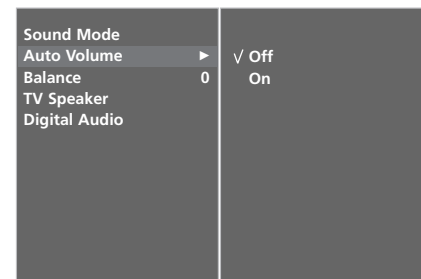 Sound Mode
Auto Volume ►
√ Off
Balance 0
On
TV Speaker
Digital Audio